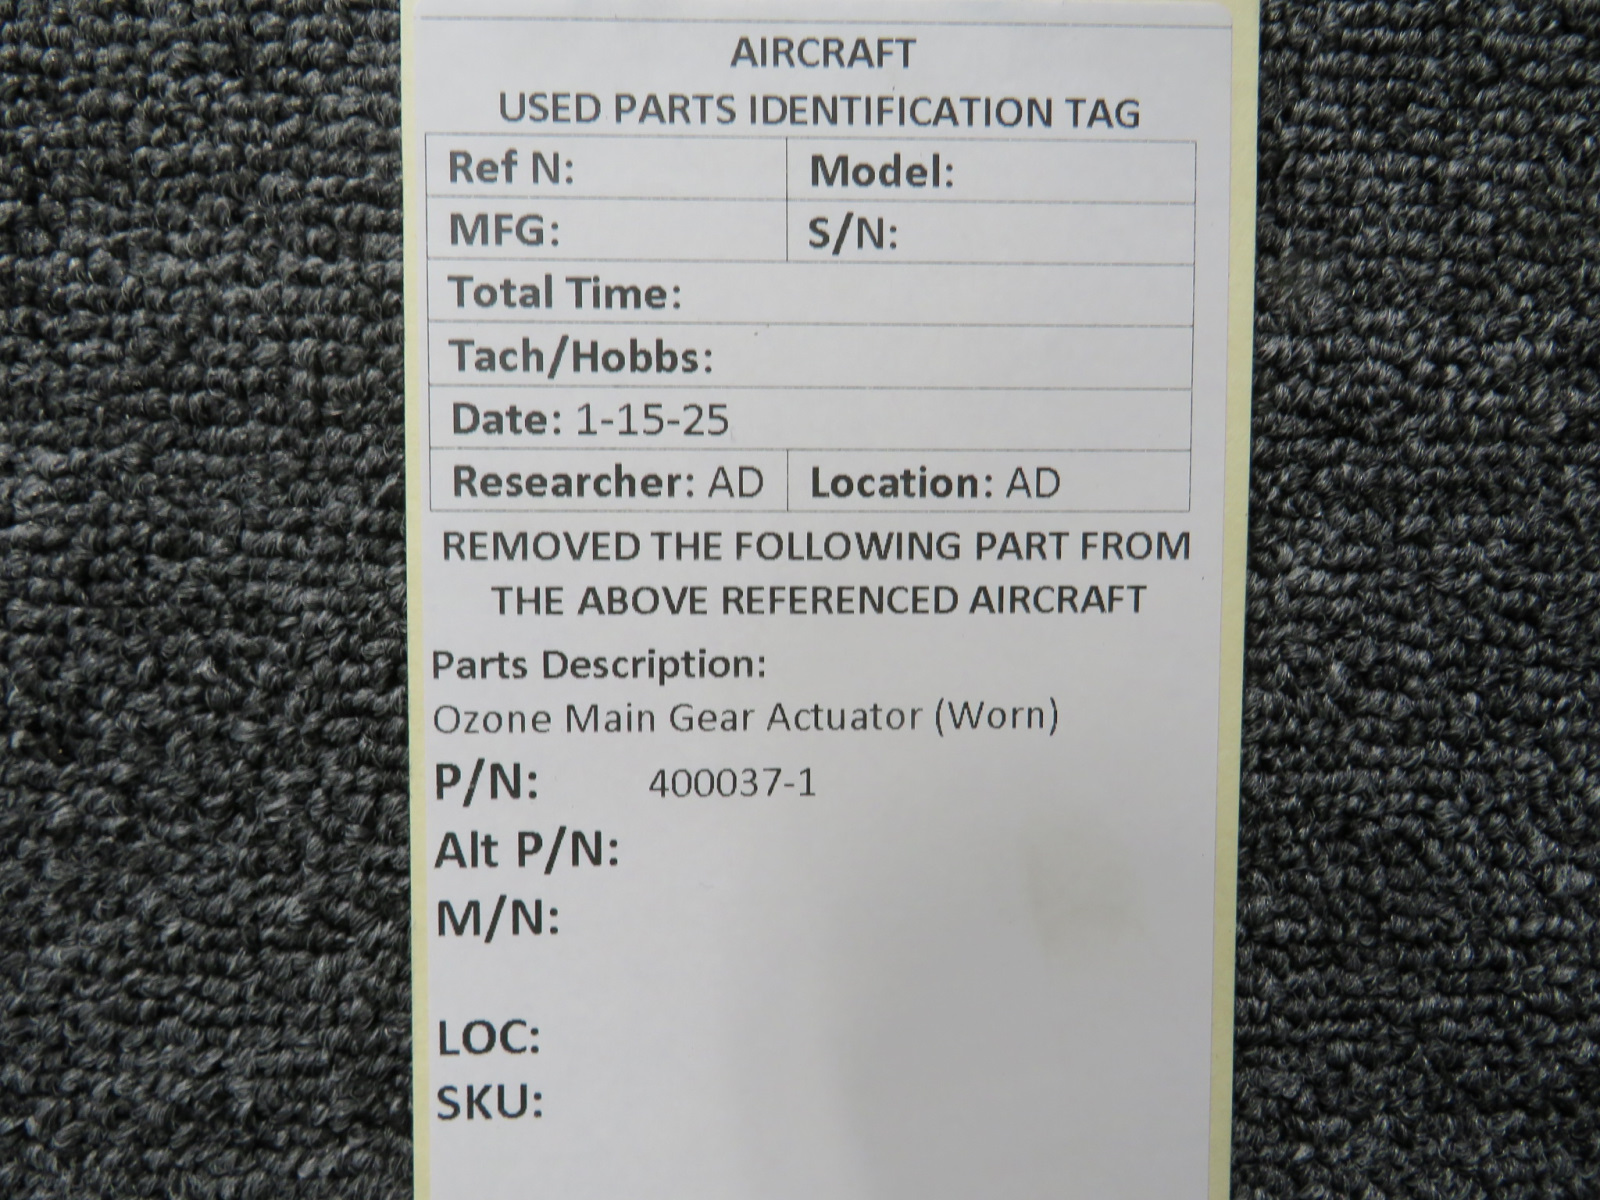 AIRCRAFT
USED PARTS IDENTIFICATION TAG
Ref N: Model:
MFG: S/N:
Total Time:
Tach/Hobbs:
Date: 1-15-25
Researcher: AD Location: AD
REMOVED THE FOLLOWING PART FROM
THE ABOVE REFERENCED AIRCRAFT
Parts Description:
Ozone Main Gear Actuator (Worn)
P/N: 400037-1
Alt P/N:
M/N:
LOC:
SKU: